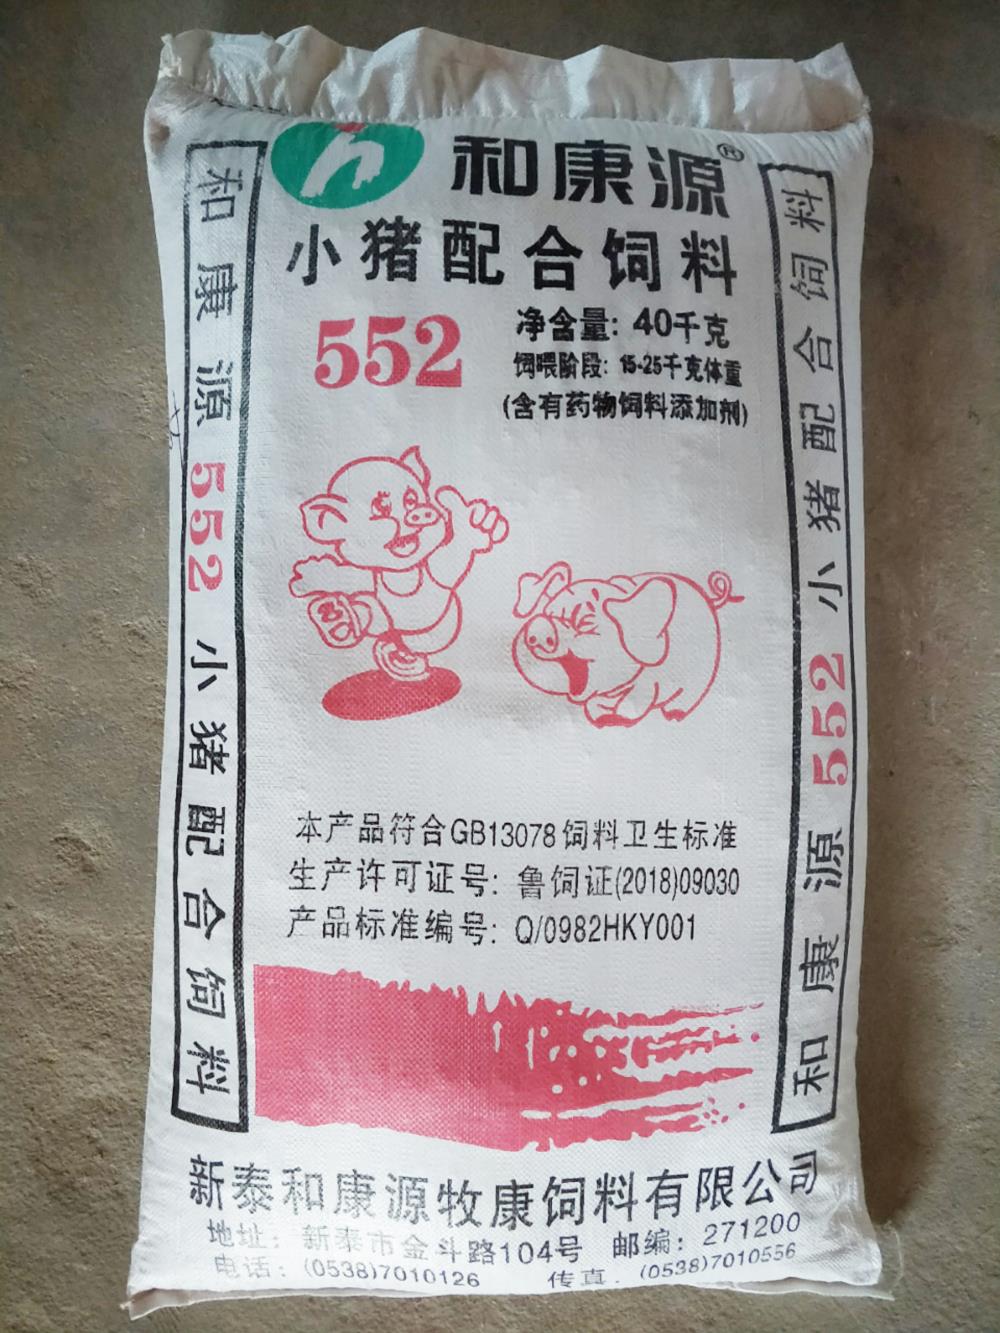 和康源®
小猪配合饲料
552
净含量: 40千克
饲喂阶段: 15-25千克体重
(含有药物饲料添加剂)
和康源 552 小猪配合饲料
和康源 552 小猪配合饲料
本产品符合GB13078饲料卫生标准
生产许可证号: 鲁饲证(2018)09030
产品标准编号: Q/0982HKY001
新泰和康源牧康饲料有限公司
地址: 新泰市金斗路104号 邮编: 271200
电话: (0538)7010126 传真: (0538)7010556